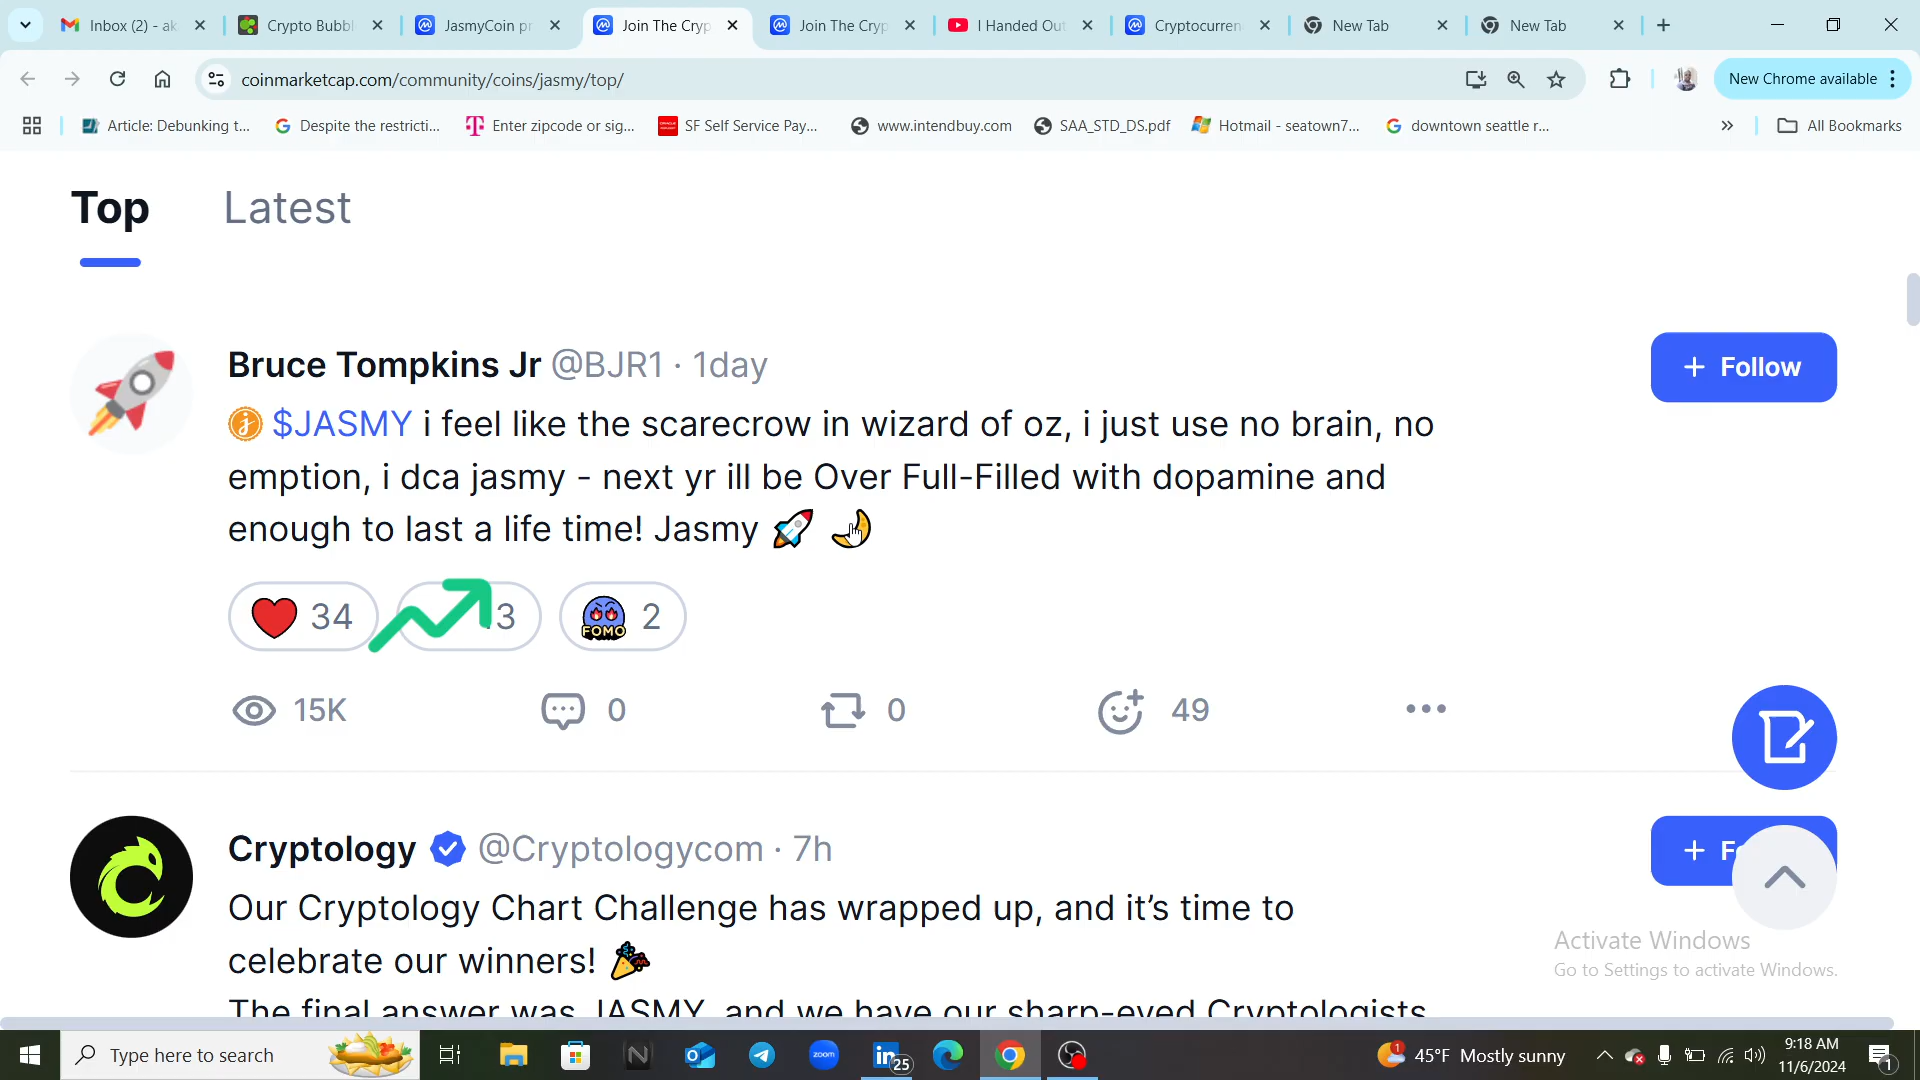 Inbox (2) - ak
Crypto Bubbl
JasmyCoin pr
Join The Cryp
Join The Cryp
I Handed Out
Cryptocurren
New Tab
New Tab
coinmarketcap.com/community/coins/jasmy/top/
New Chrome available
Article: Debunking t...
Despite the restricti...
Enter zipcode or sig...
SF Self Service Pay...
www.intendbuy.com
SAA_STD_DS.pdf
Hotmail - seatown7...
downtown seattle r...
All Bookmarks
Top
Latest
Bruce Tompkins Jr @BJR1 · 1day
+ Follow
$JASMY i feel like the scarecrow in wizard of oz, i just use no brain, no
emption, i dca jasmy - next yr ill be Over Full-Filled with dopamine and
enough to last a life time! Jasmy 🚀 🌙
34
3
FOMO 2
15K
0
0
49
Cryptology @Cryptologycom · 7h
Our Cryptology Chart Challenge has wrapped up, and it’s time to
celebrate our winners! 🎉
The final answer was JASMY, and we have our sharp-eyed Cryptologists
Activate Windows
Go to Settings to activate Windows.
Type here to search
zoom
25
1
45°F Mostly sunny
9:18 AM
11/6/2024
1